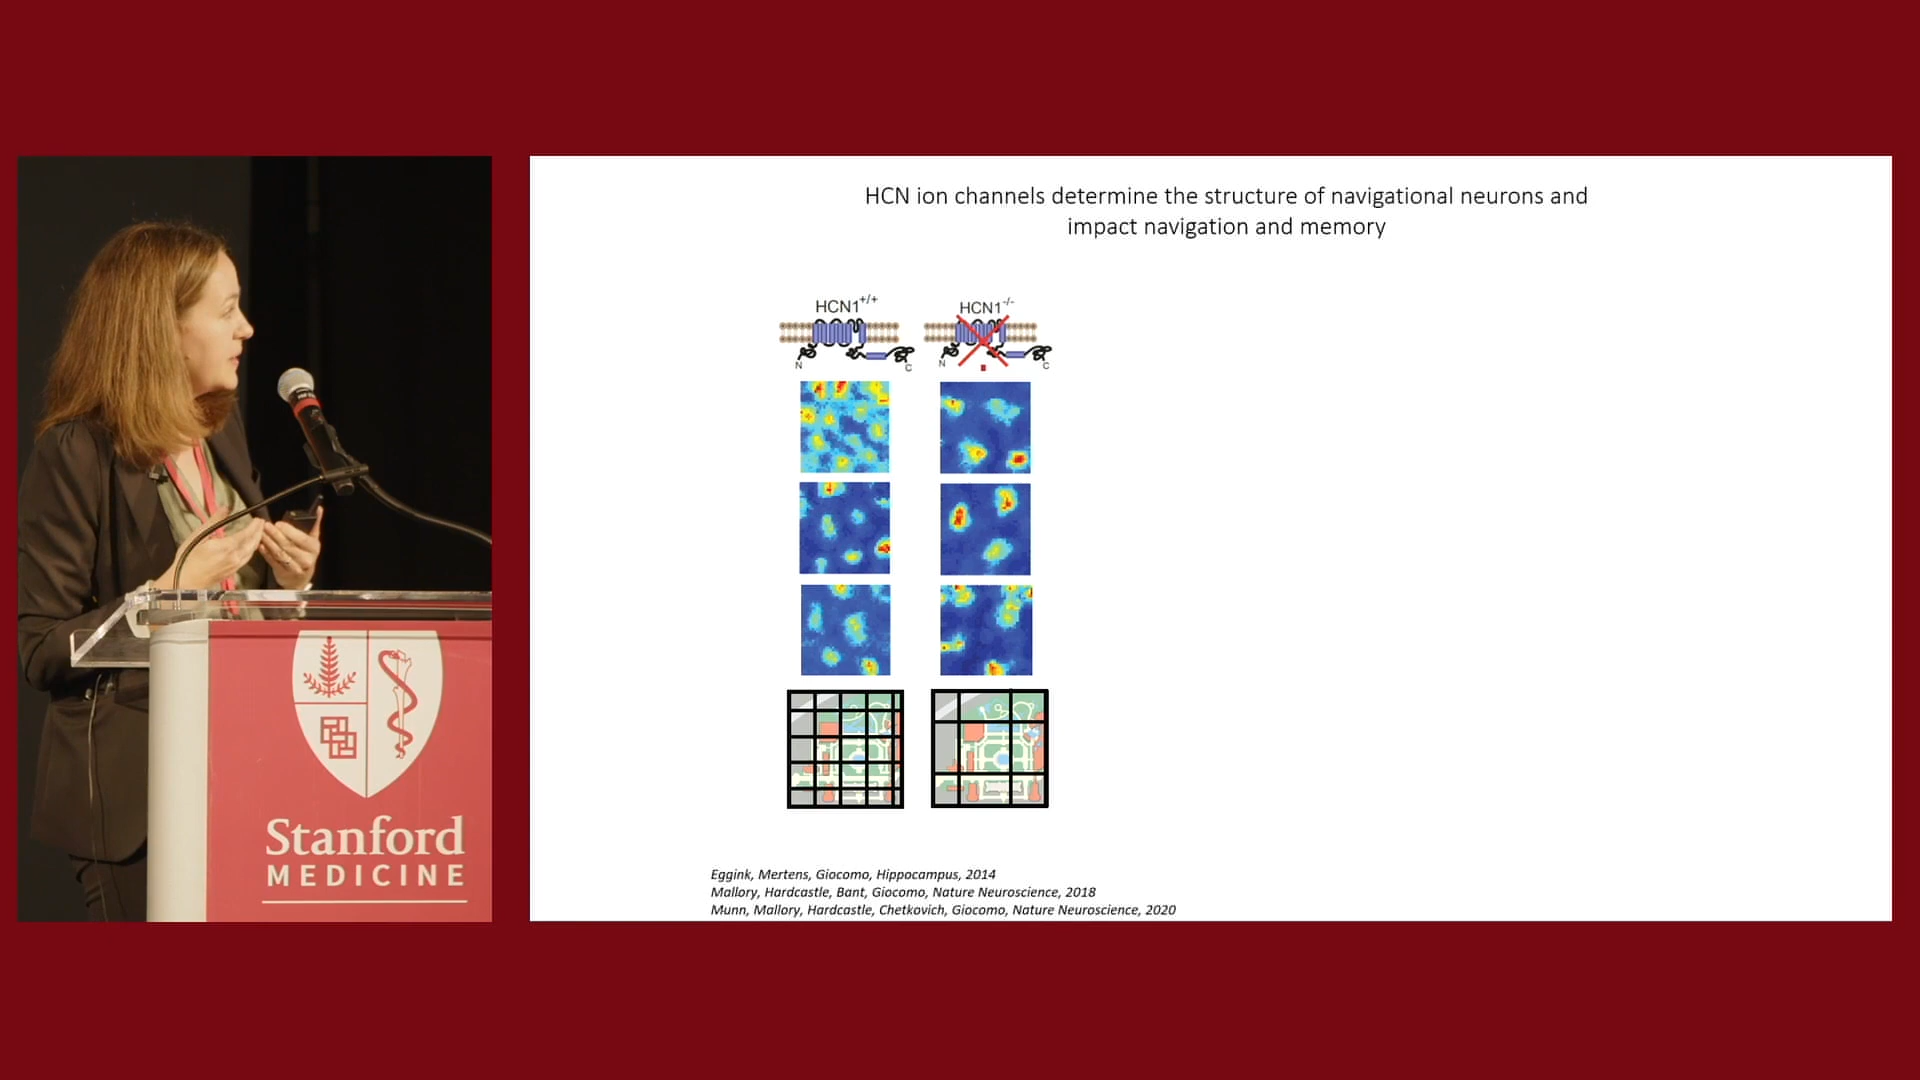 HCN ion channels determine the structure of navigational neurons and
impact navigation and memory
HCN1+/+
HCN1-/-
N
C
N
C
Eggink, Mertens, Giocomo, Hippocampus, 2014
Mallory, Hardcastle, Bant, Giocomo, Nature Neuroscience, 2018
Munn, Mallory, Hardcastle, Chetkovich, Giocomo, Nature Neuroscience, 2020
Stanford
MEDICINE